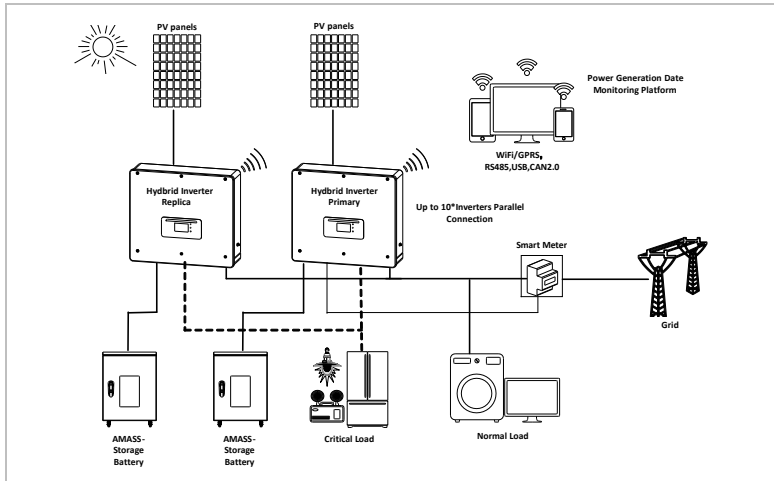 PV panels
PV panels
Power Generation Date
Monitoring Platform
WiFi/GPRS,
RS485,USB,CAN2.0
Hydbrid Inverter
Replica
Hydbrid Inverter
Primary
Up to 10*Inverters Parallel
Connection
Smart Meter
Grid
AMASS-
Storage
Battery
AMASS-
Storage
Battery
Critical Load
Normal Load